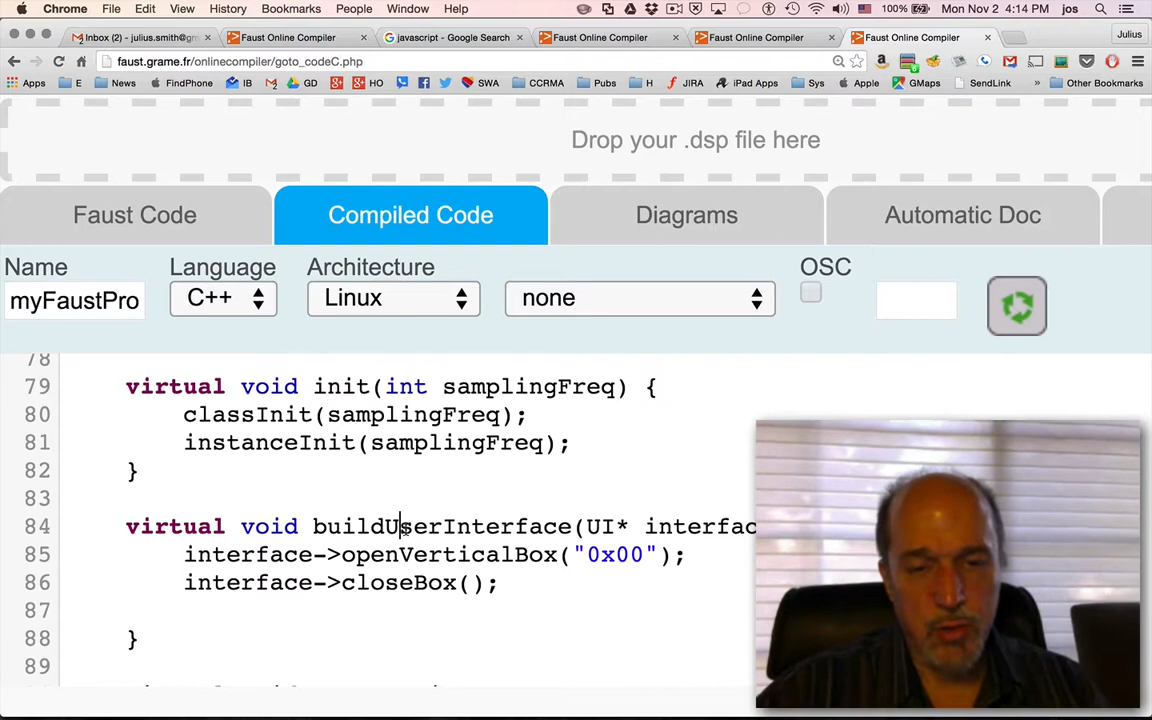 Chrome File Edit View History Bookmarks People Window Help 100% Mon Nov 2 4:14 PM jos
Inbox (2) - julius.smith@gm Faust Online Compiler javascript - Google Search Faust Online Compiler Faust Online Compiler Faust Online Compiler Julius
faust.grame.fr/onlinecompiler/goto_codeC.php
Apps E News FindPhone IB GD HO SWA CCRMA Pubs H JIRA iPad Apps Sys Apple GMaps SendLink » Other Bookmarks
Drop your .dsp file here
Faust Code Compiled Code Diagrams Automatic Doc
Name Language Architecture OSC
myFaustPro C++ Linux none
78
79 virtual void init(int samplingFreq) {
80 classInit(samplingFreq);
81 instanceInit(samplingFreq);
82 }
83
84 virtual void buildUserInterface(UI* interfac
85 interface->openVerticalBox("0x00");
86 interface->closeBox();
87
88 }
89